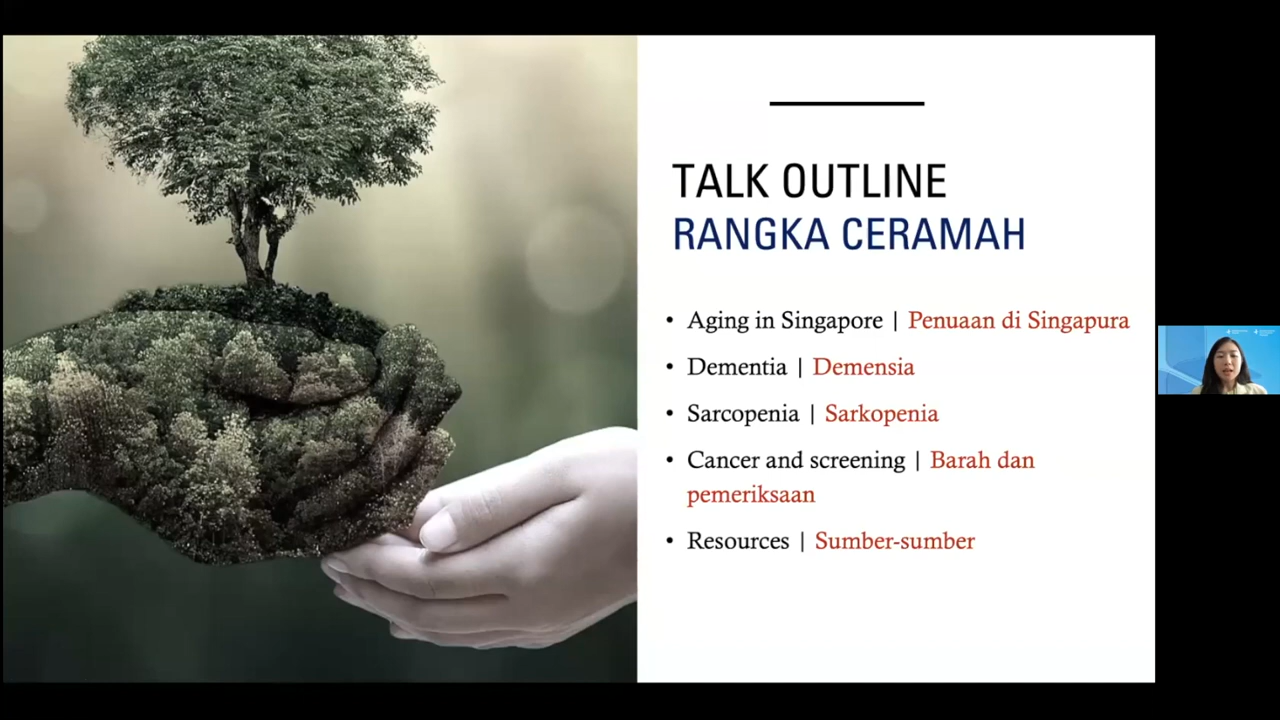 TALK OUTLINE
RANGKA CERAMAH
• Aging in Singapore | Penuaan di Singapura
• Dementia | Demensia
• Sarcopenia | Sarkopenia
• Cancer and screening | Barah dan
pemeriksaan
• Resources | Sumber-sumber